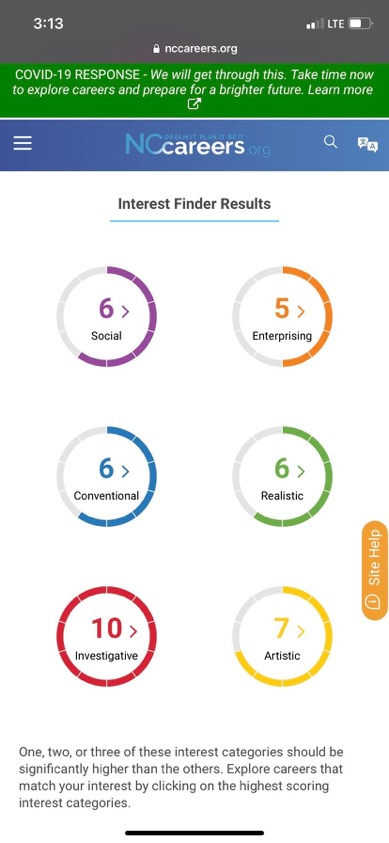 3:13
LTE
nccareers.org
COVID-19 RESPONSE - We will get through this. Take time now
to explore careers and prepare for a brighter future. Learn more
DREAM IT PLAN IT BE IT
NCcareers.org
Interest Finder Results
6 >
Social
5 >
Enterprising
6 >
Conventional
6 >
Realistic
10 >
Investigative
7 >
Artistic
Site Help
One, two, or three of these interest categories should be
significantly higher than the others. Explore careers that
match your interest by clicking on the highest scoring
interest categories.